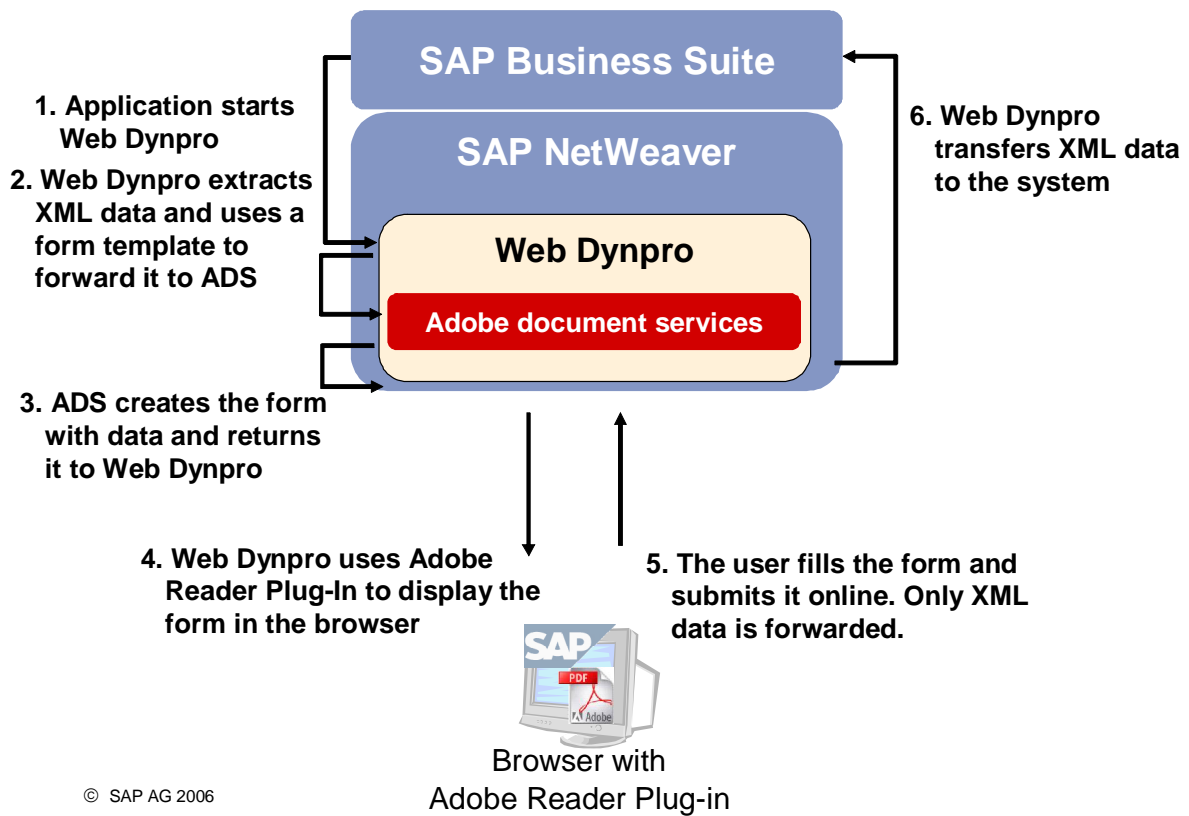 SAP Business Suite
1. Application starts
Web Dynpro
2. Web Dynpro extracts
XML data and uses a
form template to
forward it to ADS
SAP NetWeaver
Web Dynpro
Adobe document services
6. Web Dynpro
transfers XML data
to the system
3. ADS creates the form
with data and returns
it to Web Dynpro
4. Web Dynpro uses Adobe
Reader Plug-In to display the
form in the browser
5. The user fills the form and
submits it online. Only XML
data is forwarded.
SAP
PDF
Adobe
Browser with
Adobe Reader Plug-in
© SAP AG 2006